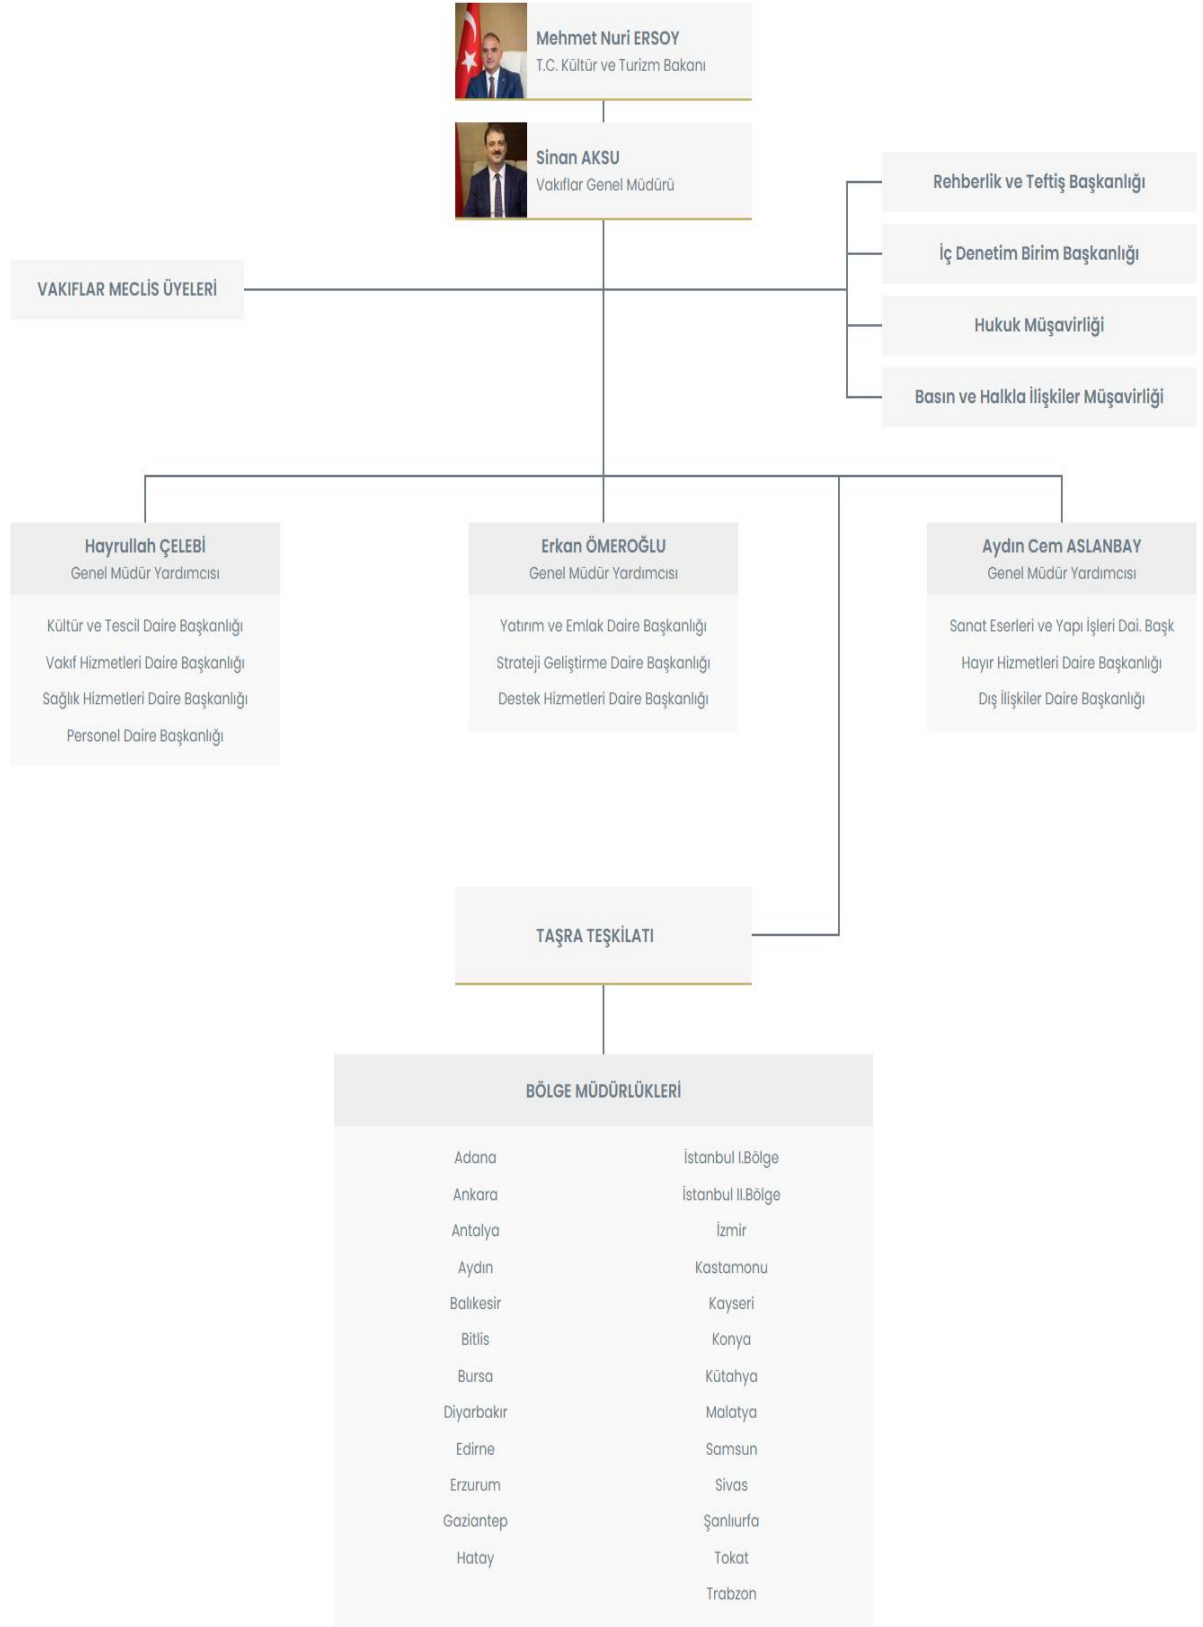 Mehmet Nuri ERSOY
T.C. Kültür ve Turizm Bakanı
Sinan AKSU
Vakıflar Genel Müdürü
Rehberlik ve Teftiş Başkanlığı
İç Denetim Birim Başkanlığı
VAKIFLAR MECLİS ÜYELERİ
Hukuk Müşavirliği
Basın ve Halkla İlişkiler Müşavirliği
Hayrullah ÇELEBİ
Genel Müdür Yardımcısı
Kültür ve Tescil Daire Başkanlığı
Vakıf Hizmetleri Daire Başkanlığı
Sağlık Hizmetleri Daire Başkanlığı
Personel Daire Başkanlığı
Erkan ÖMEROĞLU
Genel Müdür Yardımcısı
Yatırım ve Emlak Daire Başkanlığı
Strateji Geliştirme Daire Başkanlığı
Destek Hizmetleri Daire Başkanlığı
Aydın Cem ASLANBAY
Genel Müdür Yardımcısı
Sanat Eserleri ve Yapı İşleri Dai. Başk
Hayır Hizmetleri Daire Başkanlığı
Dış İlişkiler Daire Başkanlığı
TAŞRA TEŞKİLATI
BÖLGE MÜDÜRLÜKLERİ
Adana
Ankara
Antalya
Aydın
Balıkesir
Bitlis
Bursa
Diyarbakır
Edirne
Erzurum
Gaziantep
Hatay
İstanbul I.Bölge
İstanbul II.Bölge
İzmir
Kastamonu
Kayseri
Konya
Kütahya
Malatya
Samsun
Sivas
Şanlıurfa
Tokat
Trabzon